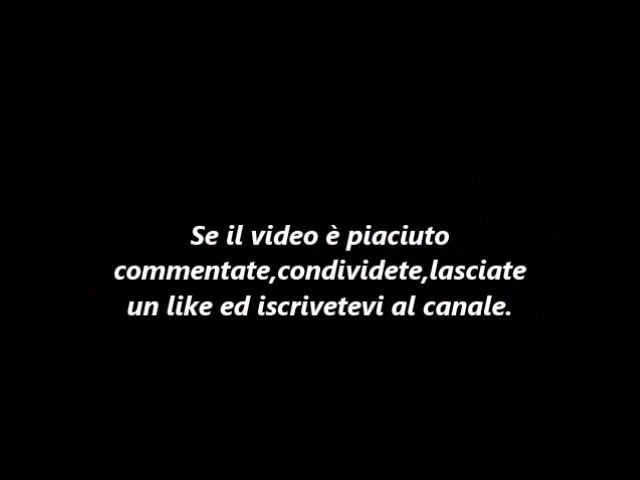 Se il video è piaciuto
commentate,condividete,lasciate
un like ed iscrivetevi al canale.